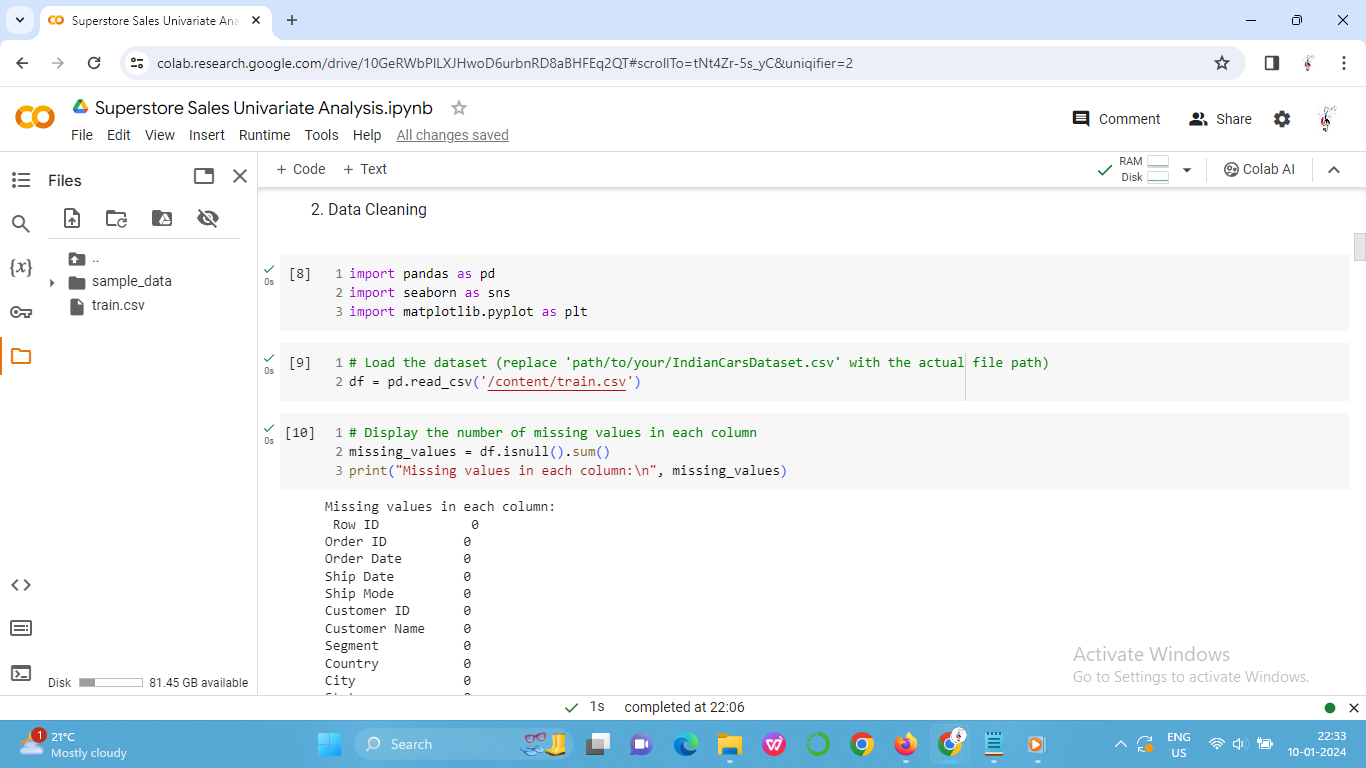 Superstore Sales Univariate Ana
colab.research.google.com/drive/10GeRWbPlLXJHwoD6urbnRD8aBHFEq2QT#scrollTo=tNt4Zr-5s_yC&uniqifier=2
Superstore Sales Univariate Analysis.ipynb
File Edit View Insert Runtime Tools Help All changes saved
Comment Share
Files
+ Code + Text
RAM
Disk
Colab AI
..
sample_data
train.csv
Disk 81.45 GB available
2. Data Cleaning
0s
[8]
1 import pandas as pd
2 import seaborn as sns
3 import matplotlib.pyplot as plt
0s
[9]
1 # Load the dataset (replace 'path/to/your/IndianCarsDataset.csv' with the actual file path)
2 df = pd.read_csv('/content/train.csv')
0s
[10]
1 # Display the number of missing values in each column
2 missing_values = df.isnull().sum()
3 print("Missing values in each column:\n", missing_values)
Missing values in each column:
Row ID 0
Order ID 0
Order Date 0
Ship Date 0
Ship Mode 0
Customer ID 0
Customer Name 0
Segment 0
Country 0
City 0
Activate Windows
Go to Settings to activate Windows.
1s completed at 22:06
1
21°C
Mostly cloudy
Search
ENG
US
22:33
10-01-2024